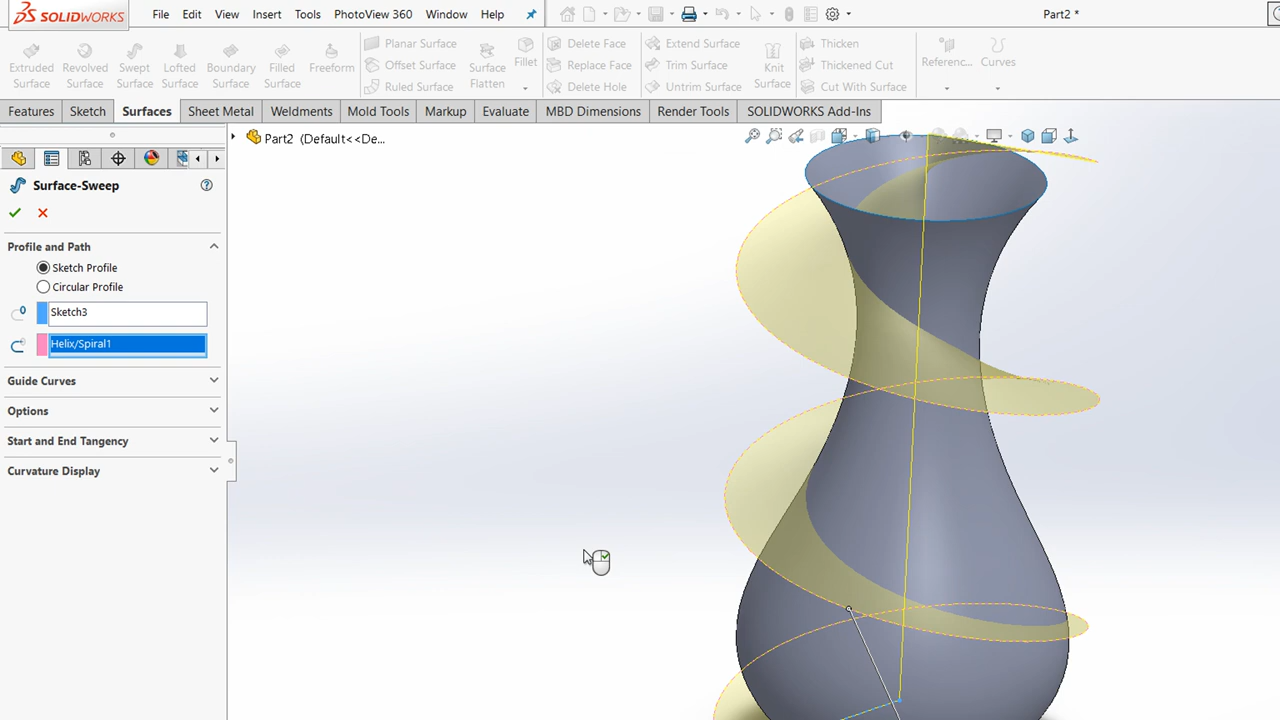 SOLIDWORKS File Edit View Insert Tools PhotoView 360 Window Help Part2 *
Extruded Surface
Revolved Surface
Swept Surface
Lofted Surface
Boundary Surface
Filled Surface
Freeform
Planar Surface
Offset Surface
Ruled Surface
Surface Flatten
Fillet
Delete Face
Replace Face
Delete Hole
Extend Surface
Trim Surface
Untrim Surface
Knit Surface
Thicken
Thickened Cut
Cut With Surface
Referenc...
Curves
Features Sketch Surfaces Sheet Metal Weldments Mold Tools Markup Evaluate MBD Dimensions Render Tools SOLIDWORKS Add-Ins
Part2 (Default<<De...
Surface-Sweep
Profile and Path
Sketch Profile
Circular Profile
Sketch3
Helix/Spiral1
Guide Curves
Options
Start and End Tangency
Curvature Display